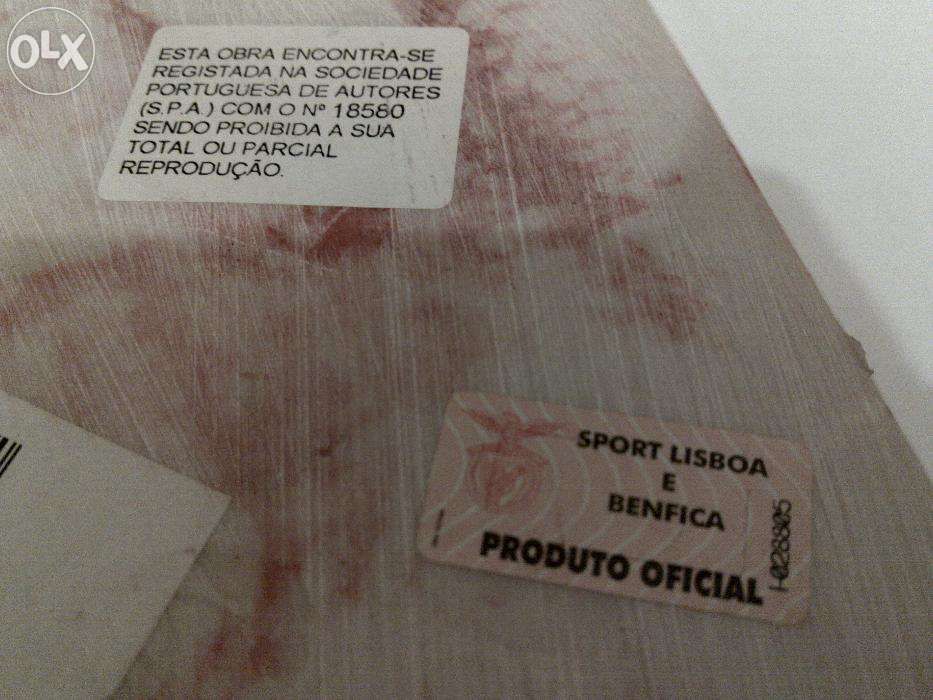 OLX
ESTA OBRA ENCONTRA-SE
REGISTADA NA SOCIEDADE
PORTUGUESA DE AUTORES
(S.P.A.) COM O Nº 18580
SENDO PROIBIDA A SUA
TOTAL OU PARCIAL
REPRODUÇÃO.
SPORT LISBOA
E
BENFICA
PRODUTO OFICIAL